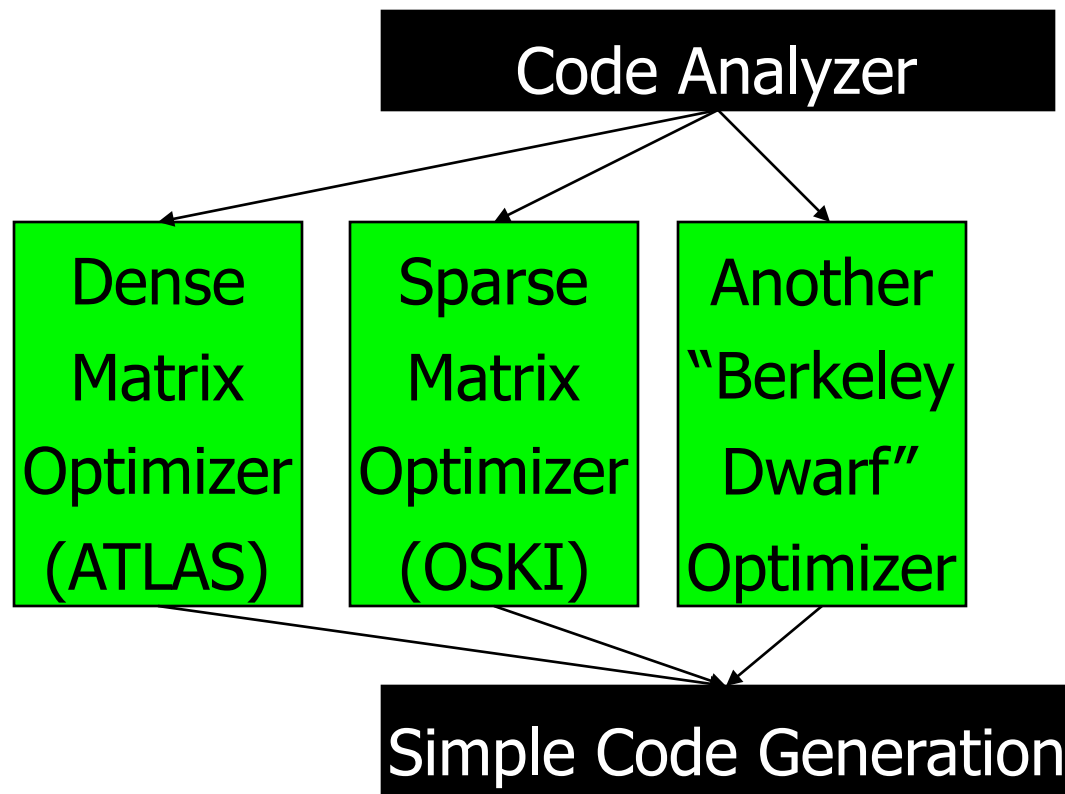 Code Analyzer
Dense
Matrix
Optimizer
(ATLAS)
Sparse
Matrix
Optimizer
(OSKI)
Another
“Berkeley
Dwarf”
Optimizer
Simple Code Generation